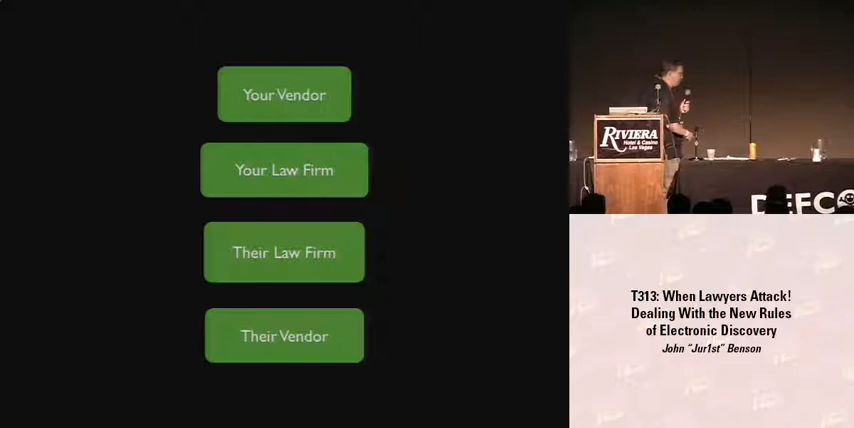 Your Vendor
Your Law Firm
Their Law Firm
Their Vendor
RIVIERA
Hotel & Casino
Las Vegas
DEFCO
T313: When Lawyers Attack!
Dealing With the New Rules
of Electronic Discovery
John "Jur1st" Benson